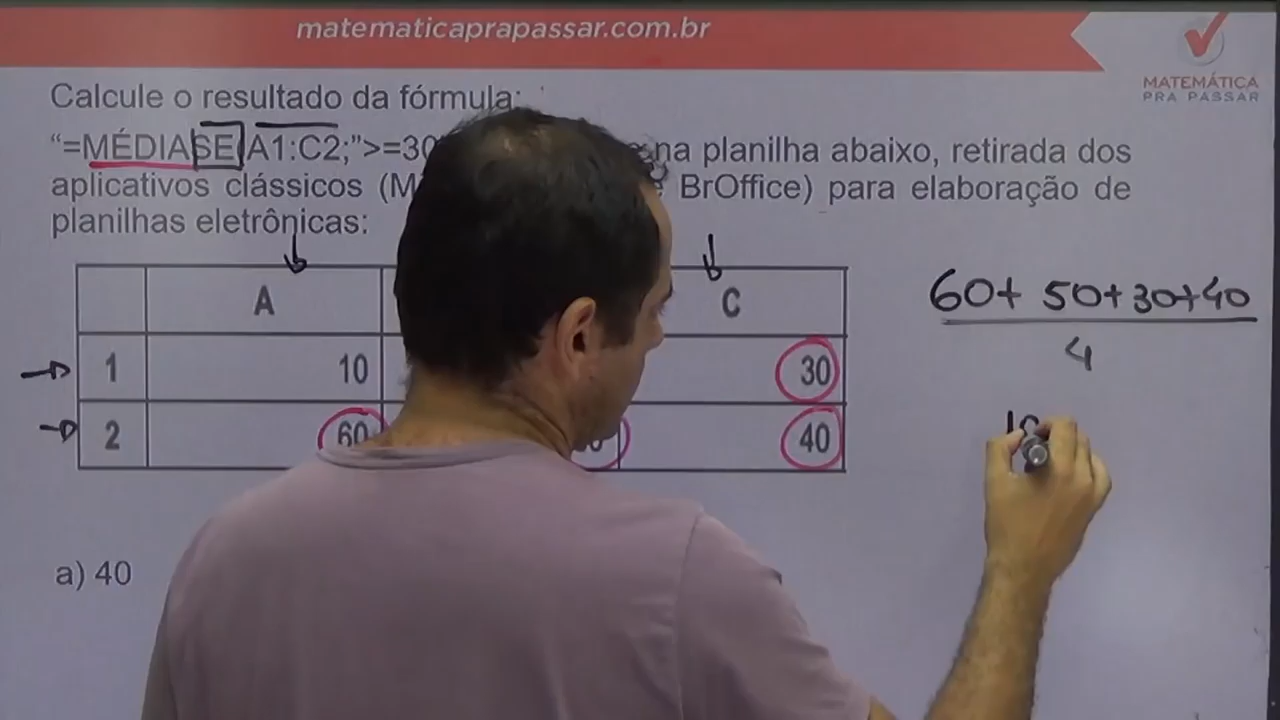 matematicaprapassar.com.br
MATEMÁTICA
PRA PASSAR
Calcule o resultado da fórmula:
“=MÉDIASE(A1:C2;”>=30 na planilha abaixo, retirada dos
aplicativos clássicos (M BrOffice) para elaboração de
planilhas eletrônicas:
A C
1 10 30
2 60 40
60+ 50+30+40
4
a) 40